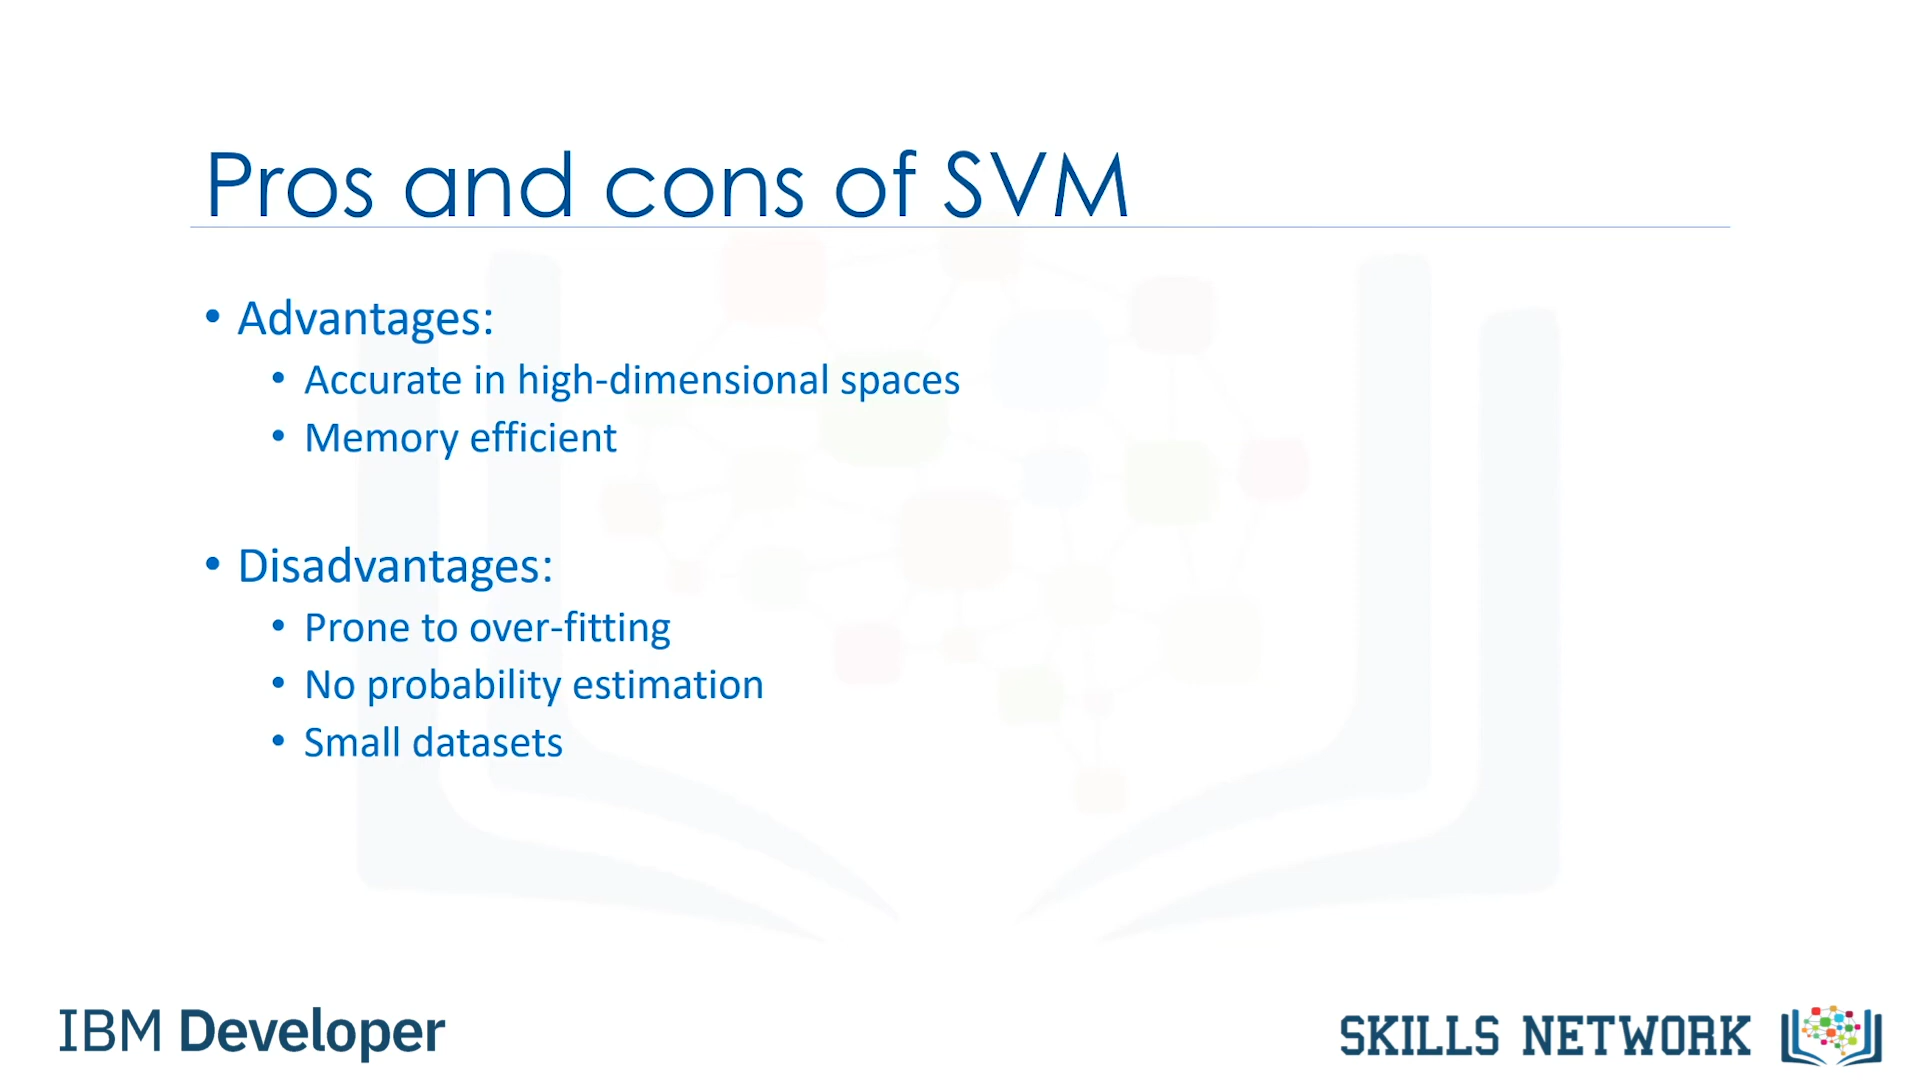 Pros and cons of SVM
• Advantages:
• Accurate in high-dimensional spaces
• Memory efficient
• Disadvantages:
• Prone to over-fitting
• No probability estimation
• Small datasets
IBM Developer
SKILLS NETWORK